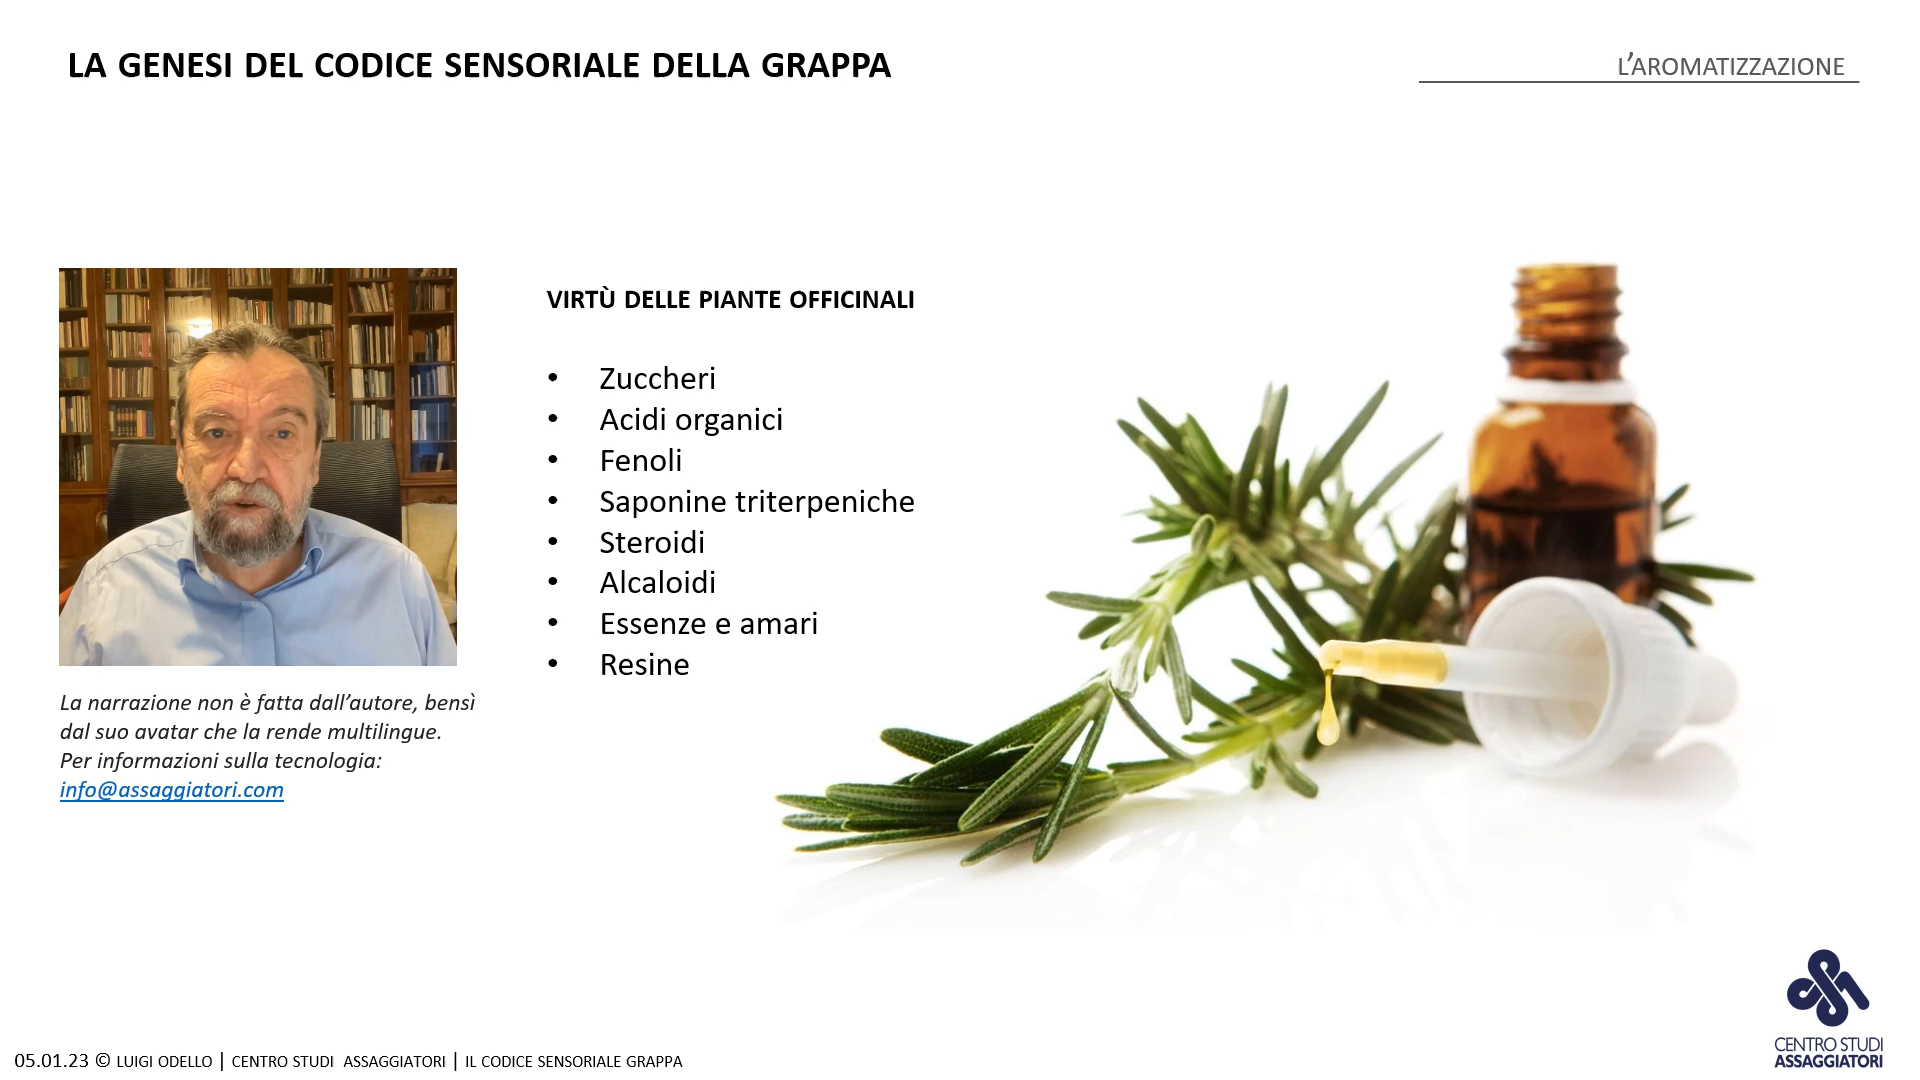 LA GENESI DEL CODICE SENSORIALE DELLA GRAPPA
L'AROMATIZZAZIONE
VIRTÙ DELLE PIANTE OFFICINALI
• Zuccheri
• Acidi organici
• Fenoli
• Saponine triterpeniche
• Steroidi
• Alcaloidi
• Essenze e amari
• Resine
La narrazione non è fatta dall'autore, bensì
dal suo avatar che la rende multilingue.
Per informazioni sulla tecnologia:
info@assaggiatori.com
CENTRO STUDI
ASSAGGIATORI
05.01.23 © LUIGI ODELLO | CENTRO STUDI ASSAGGIATORI | IL CODICE SENSORIALE GRAPPA